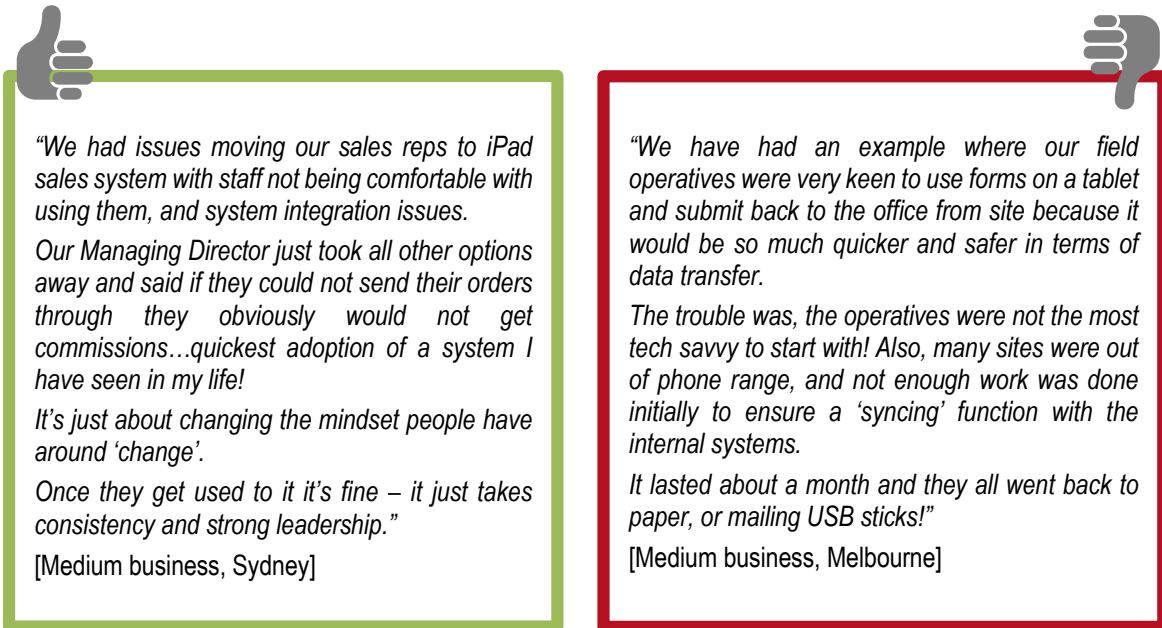 “We had issues moving our sales reps to iPad
sales system with staff not being comfortable with
using them, and system integration issues.
Our Managing Director just took all other options
away and said if they could not send their orders
through they obviously would not get
commissions…quickest adoption of a system I
have seen in my life!
It’s just about changing the mindset people have
around ‘change’.
Once they get used to it it’s fine – it just takes
consistency and strong leadership.”
[Medium business, Sydney]
“We have had an example where our field
operatives were very keen to use forms on a tablet
and submit back to the office from site because it
would be so much quicker and safer in terms of
data transfer.
The trouble was, the operatives were not the most
tech savvy to start with! Also, many sites were out
of phone range, and not enough work was done
initially to ensure a ‘syncing’ function with the
internal systems.
It lasted about a month and they all went back to
paper, or mailing USB sticks!”
[Medium business, Melbourne]